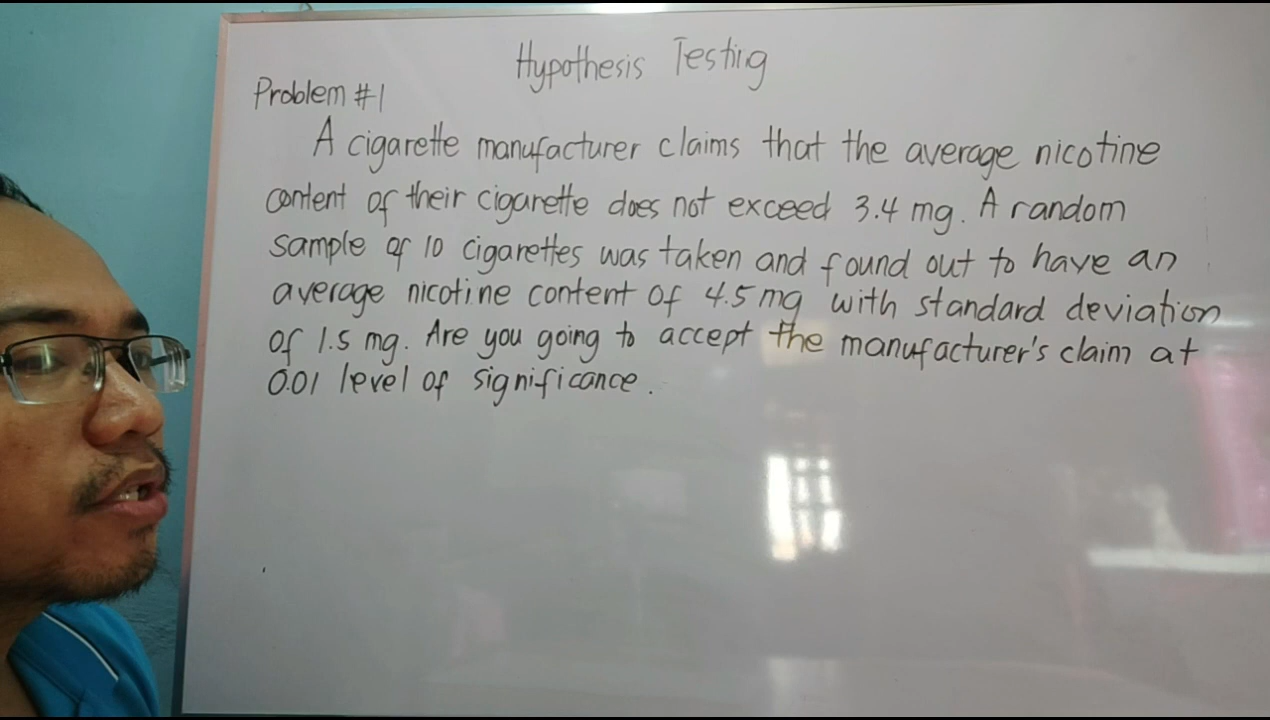 Hypothesis Testing
Problem #1
A cigarette manufacturer claims that the average nicotine
content of their cigarette does not exceed 3.4 mg. A random
sample of 10 cigarettes was taken and found out to have an
average nicotine content of 4.5 mg with standard deviation
of 1.5 mg. Are you going to accept the manufacturer's claim at
0.01 level of significance.